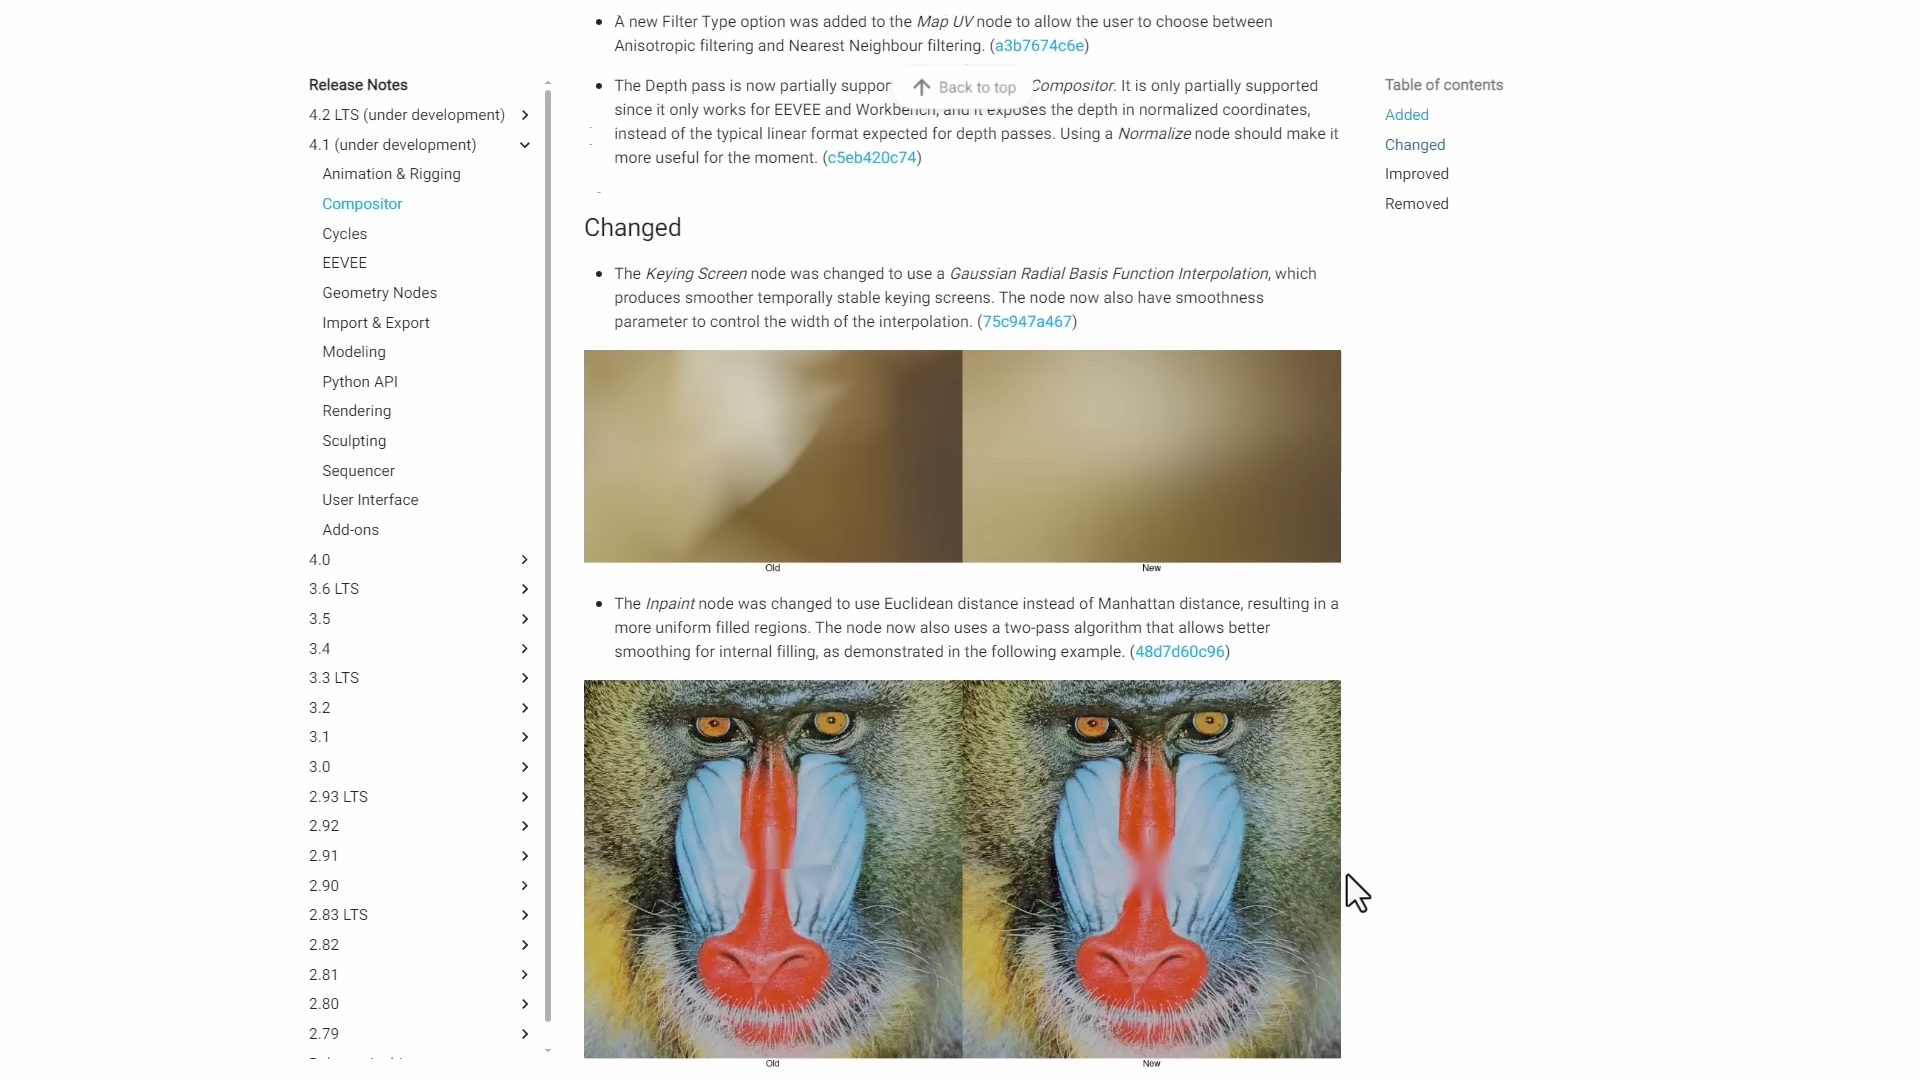 A new Filter Type option was added to the Map UV node to allow the user to choose between
Anisotropic filtering and Nearest Neighbour filtering. (a3b7674c6e)
Release Notes
4.2 LTS (under development)
4.1 (under development)
Animation & Rigging
Compositor
Cycles
EEVEE
Geometry Nodes
Import & Export
Modeling
Python API
Rendering
Sculpting
Sequencer
User Interface
Add-ons
4.0
3.6 LTS
3.5
3.4
3.3 LTS
3.2
3.1
3.0
2.93 LTS
2.92
2.91
2.90
2.83 LTS
2.82
2.81
2.80
2.79
The Depth pass is now partially suppor
Back to top
Compositor. It is only partially supported
since it only works for EEVEE and Workbench, and it exposes the depth in normalized coordinates,
instead of the typical linear format expected for depth passes. Using a Normalize node should make it
more useful for the moment. (c5eb420c74)
Changed
The Keying Screen node was changed to use a Gaussian Radial Basis Function Interpolation, which
produces smoother temporally stable keying screens. The node now also have smoothness
parameter to control the width of the interpolation. (75c947a467)
Old
New
The Inpaint node was changed to use Euclidean distance instead of Manhattan distance, resulting in a
more uniform filled regions. The node now also uses a two-pass algorithm that allows better
smoothing for internal filling, as demonstrated in the following example. (48d7d60c96)
Old
New
Table of contents
Added
Changed
Improved
Removed